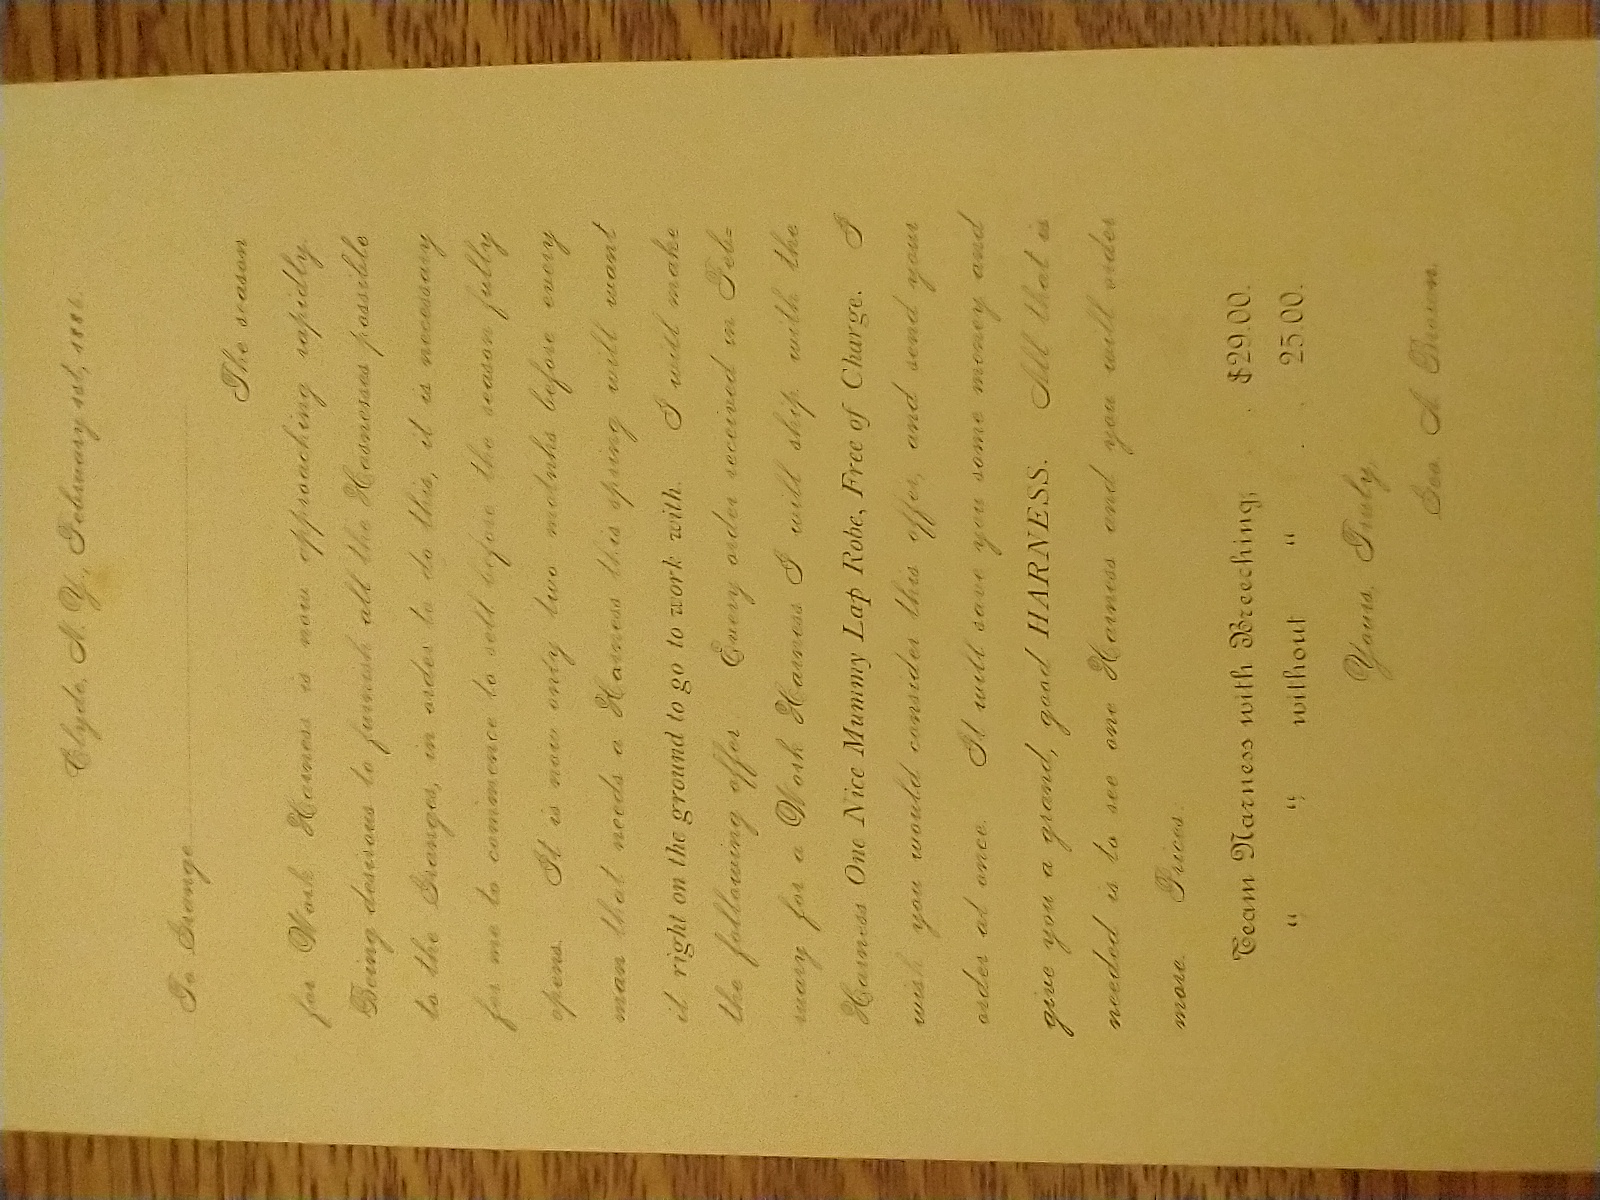 Clyde, N. Y., February 1st, 1886.
To Grange
The season
for Work Harness is now approaching rapidly.
Being desirous to furnish all the Hasnesses possible
to the Granges, in order to do this, it is necessary
for me to commence to sell before the season fully
opens. It is now only two motnhs before every
man that needs a Harness this spring will want
it right on the ground to go to work with. I will make
the following offer. Every order received in Feb=
ruary for a Work Harness I will ship with the
Harness One Nice Mummy Lap Robe, Free of Charge. I
wish you would consider this offer, and send your
order at once. It will save you some money and
give you a grand, good HARNESS. All that is
needed is to see one Harness and you will order
more. Prices.
Team Narness with Breeching, . . $29.00.
" " without " . . 25.00.
Yours, Truly,
Geo. A. Brown.